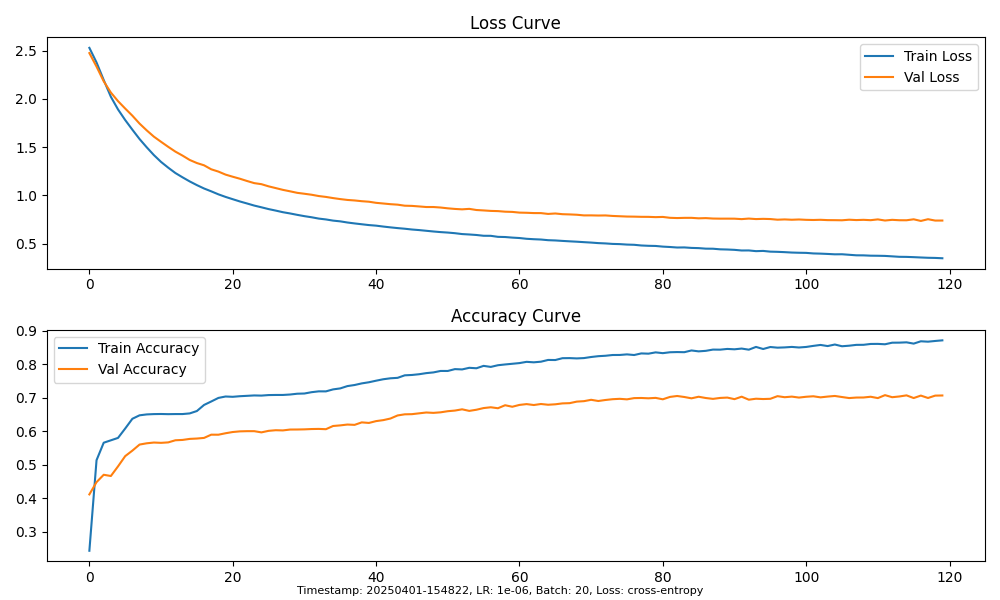 Loss Curve
2.5
2.0
1.5
1.0
0.5
Train Loss
Val Loss
0 20 40 60 80 100 120
Accuracy Curve
0.9
0.8
0.7
0.6
0.5
0.4
0.3
Train Accuracy
Val Accuracy
0 20 40 60 80 100 120
Timestamp: 20250401-154822, LR: 1e-06, Batch: 20, Loss: cross-entropy